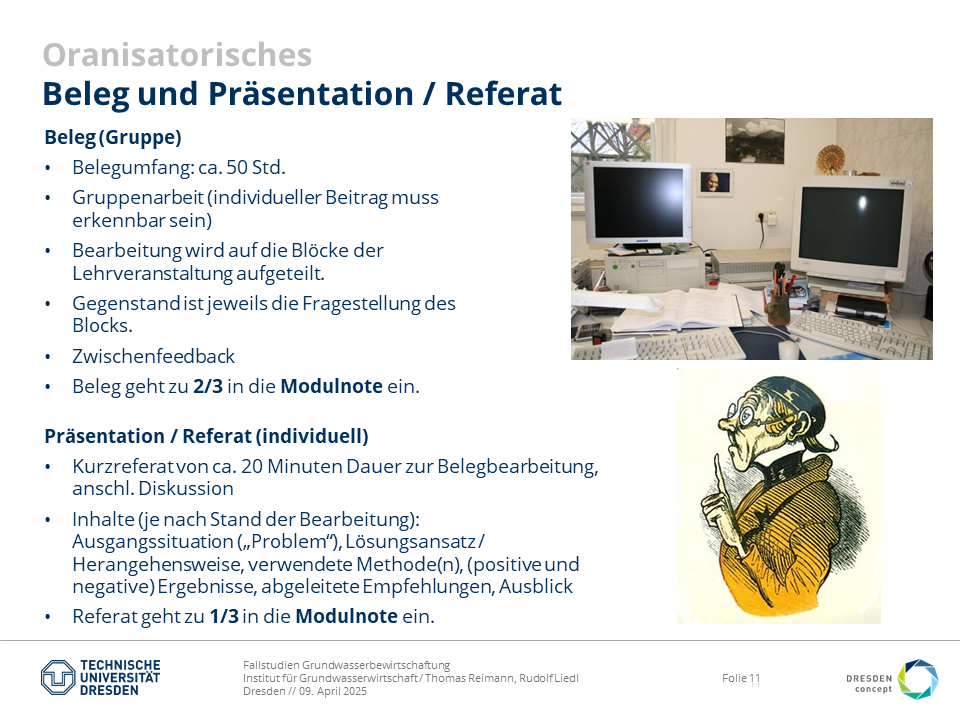 Oranisatorisches
Beleg und Präsentation / Referat
Beleg (Gruppe)
• Belegumfang: ca. 50 Std.
• Gruppenarbeit (individueller Beitrag muss
erkennbar sein)
• Bearbeitung wird auf die Blöcke der
Lehrveranstaltung aufgeteilt.
• Gegenstand ist jeweils die Fragestellung des
Blocks.
• Zwischenfeedback
• Beleg geht zu 2/3 in die Modulnote ein.
Präsentation / Referat (individuell)
• Kurzreferat von ca. 20 Minuten Dauer zur Belegbearbeitung,
anschl. Diskussion
• Inhalte (je nach Stand der Bearbeitung):
Ausgangssituation („Problem“), Lösungsansatz /
Herangehensweise, verwendete Methode(n), (positive und
negative) Ergebnisse, abgeleitete Empfehlungen, Ausblick
• Referat geht zu 1/3 in die Modulnote ein.
TECHNISCHE
UNIVERSITÄT
DRESDEN
Fallstudien Grundwasserbewirtschaftung
Institut für Grundwasserwirtschaft / Thomas Reimann, Rudolf Liedl
Dresden // 09. April 2025
Folie 11
DRESDEN
concept